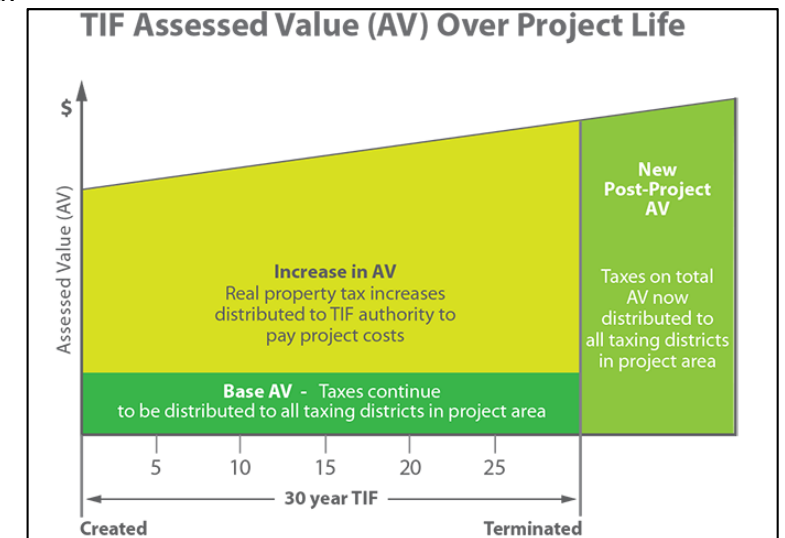 TIF Assessed Value (AV) Over Project Life
$
Assessed Value (AV)
New
Post-Project
AV
Increase in AV
Real property tax increases
distributed to TIF authority to
pay project costs
Taxes on total
AV now
distributed to
all taxing districts
in project area
Base AV - Taxes continue
to be distributed to all taxing districts in project area
5 10 15 20 25
30 year TIF
Created Terminated